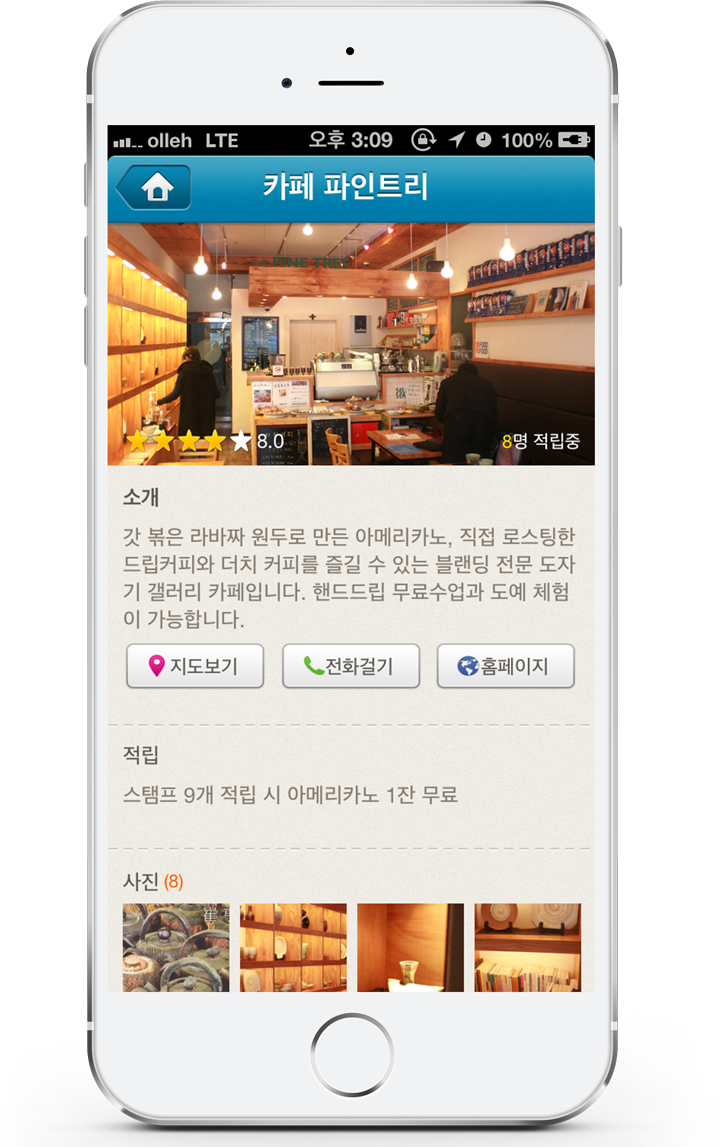 olleh LTE 오후 3:09 100%
카페 파인트리
PINE TREE
8.0 8명 적립중
소개
갓 볶은 라바짜 원두로 만든 아메리카노, 직접 로스팅한
드립커피와 더치 커피를 즐길 수 있는 블랜딩 전문 도자
기 갤러리 카페입니다. 핸드드립 무료수업과 도예 체험
이 가능합니다.
지도보기 전화걸기 홈페이지
적립
스탬프 9개 적립 시 아메리카노 1잔 무료
사진 (8)